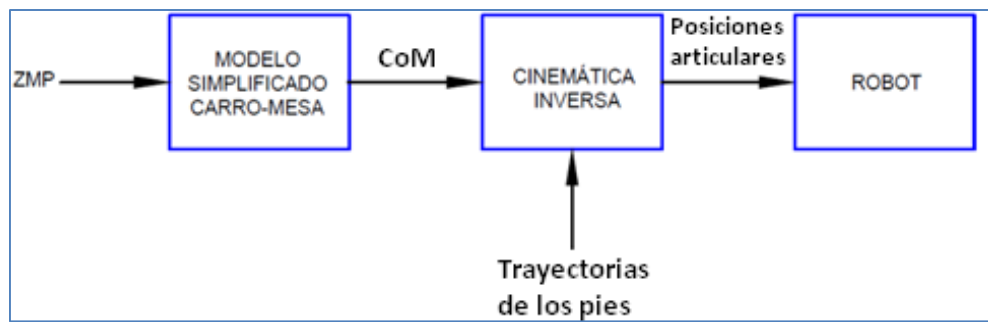 ZMP
MODELO
SIMPLIFICADO
CARRO-MESA
CoM
CINEMÁTICA
INVERSA
Posiciones
articulares
ROBOT
Trayectorias
de los pies